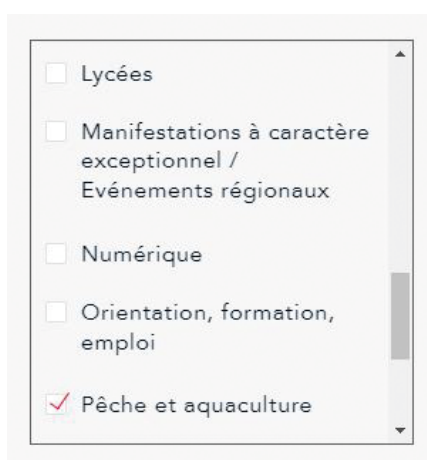 Lycées
Manifestations à caractère
exceptionnel /
Evénements régionaux
Numérique
Orientation, formation,
emploi
Pêche et aquaculture